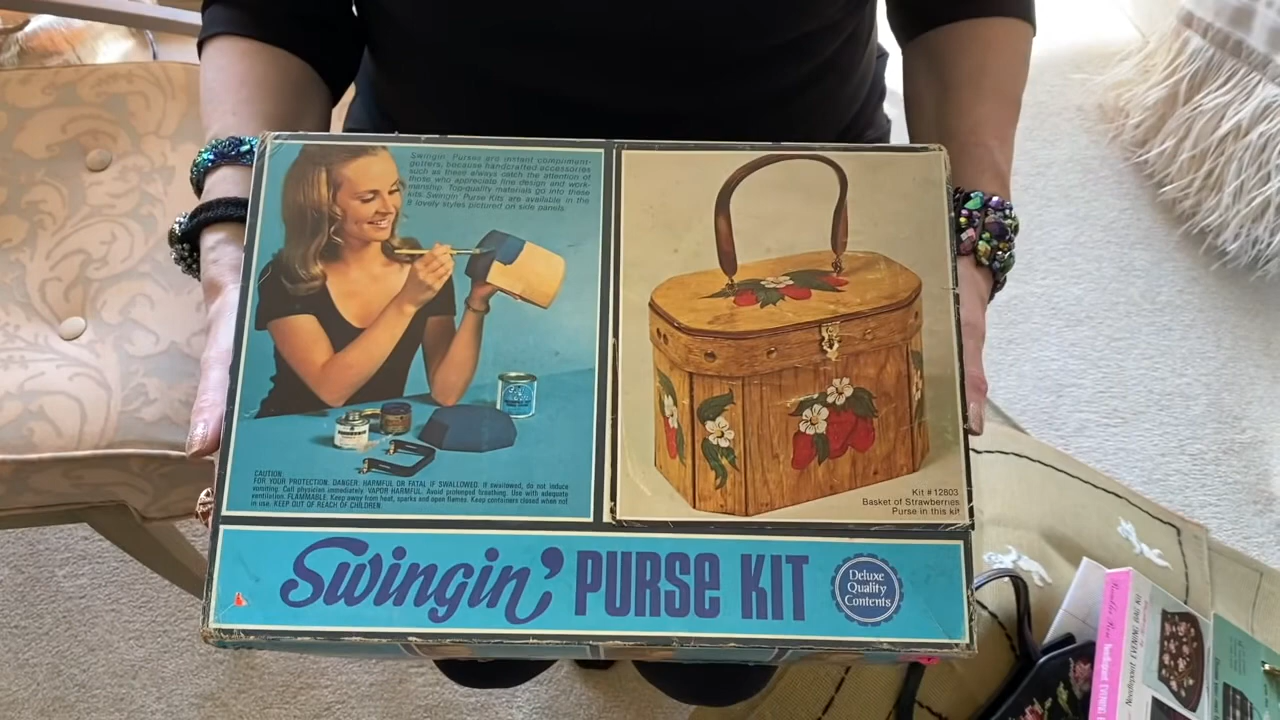 Swingin' Purses are instant compliment-
getters, because handcrafted accessories
such as these always catch the attention of
those who appreciate fine design and work-
manship. Top-quality materials go into these
kits. Swingin' Purse Kits are available in the
8 lovely styles pictured on side panels.
CAUTION:
FOR YOUR PROTECTION, DANGER: HARMFUL OR FATAL IF SWALLOWED. If swallowed, do not induce
vomiting. Call physician immediately. VAPOR HARMFUL. Avoid prolonged breathing. Use with adequate
ventilation. FLAMMABLE. Keep away from heat, sparks and open flames. Keep containers closed when not
in use. KEEP OUT OF REACH OF CHILDREN.
Kit #12803
Basket of Strawberries
Purse in this kit
Swingin' PURSE KIT
Deluxe
Quality
Contents
EVENING BAG KIT